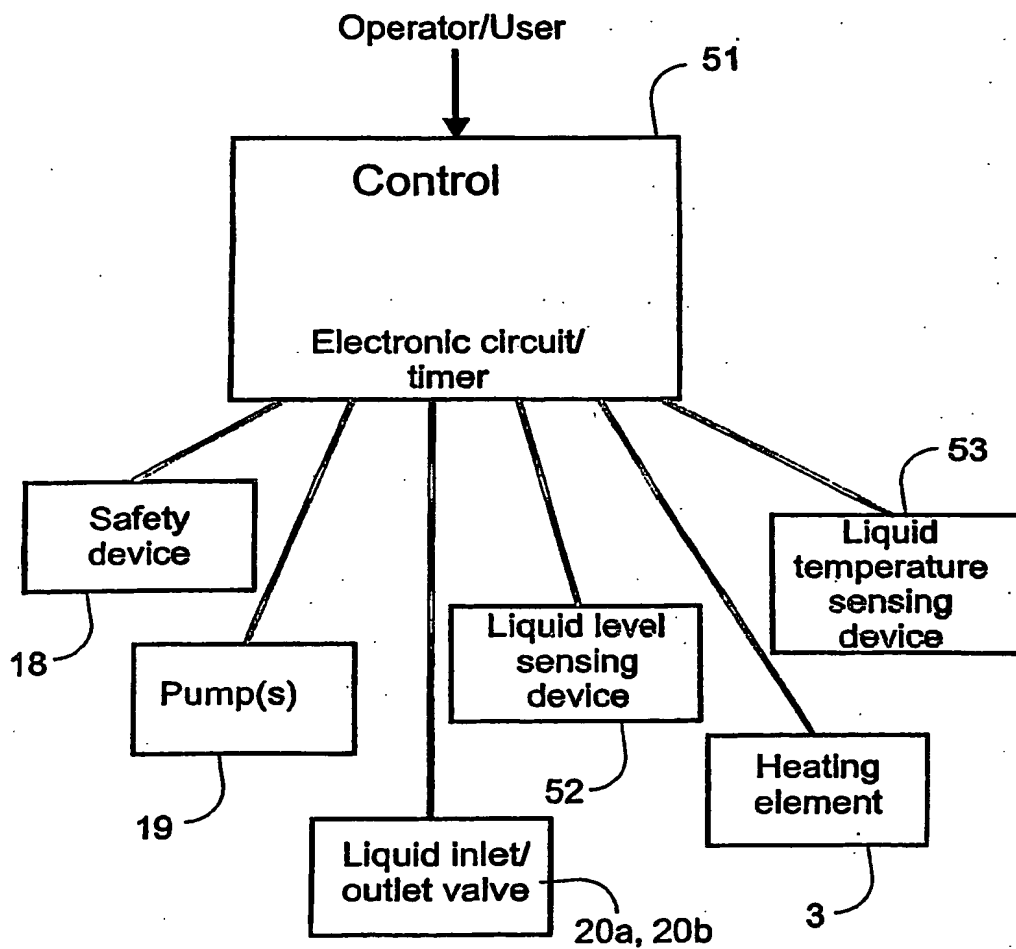 Operator/User
51
Control
Electronic circuit/
timer
53
Safety
device
Liquid
temperature
sensing
device
18
Liquid level
sensing
device
Pump(s)
52
Heating
element
19
Liquid inlet/
outlet valve
3
20a, 20b